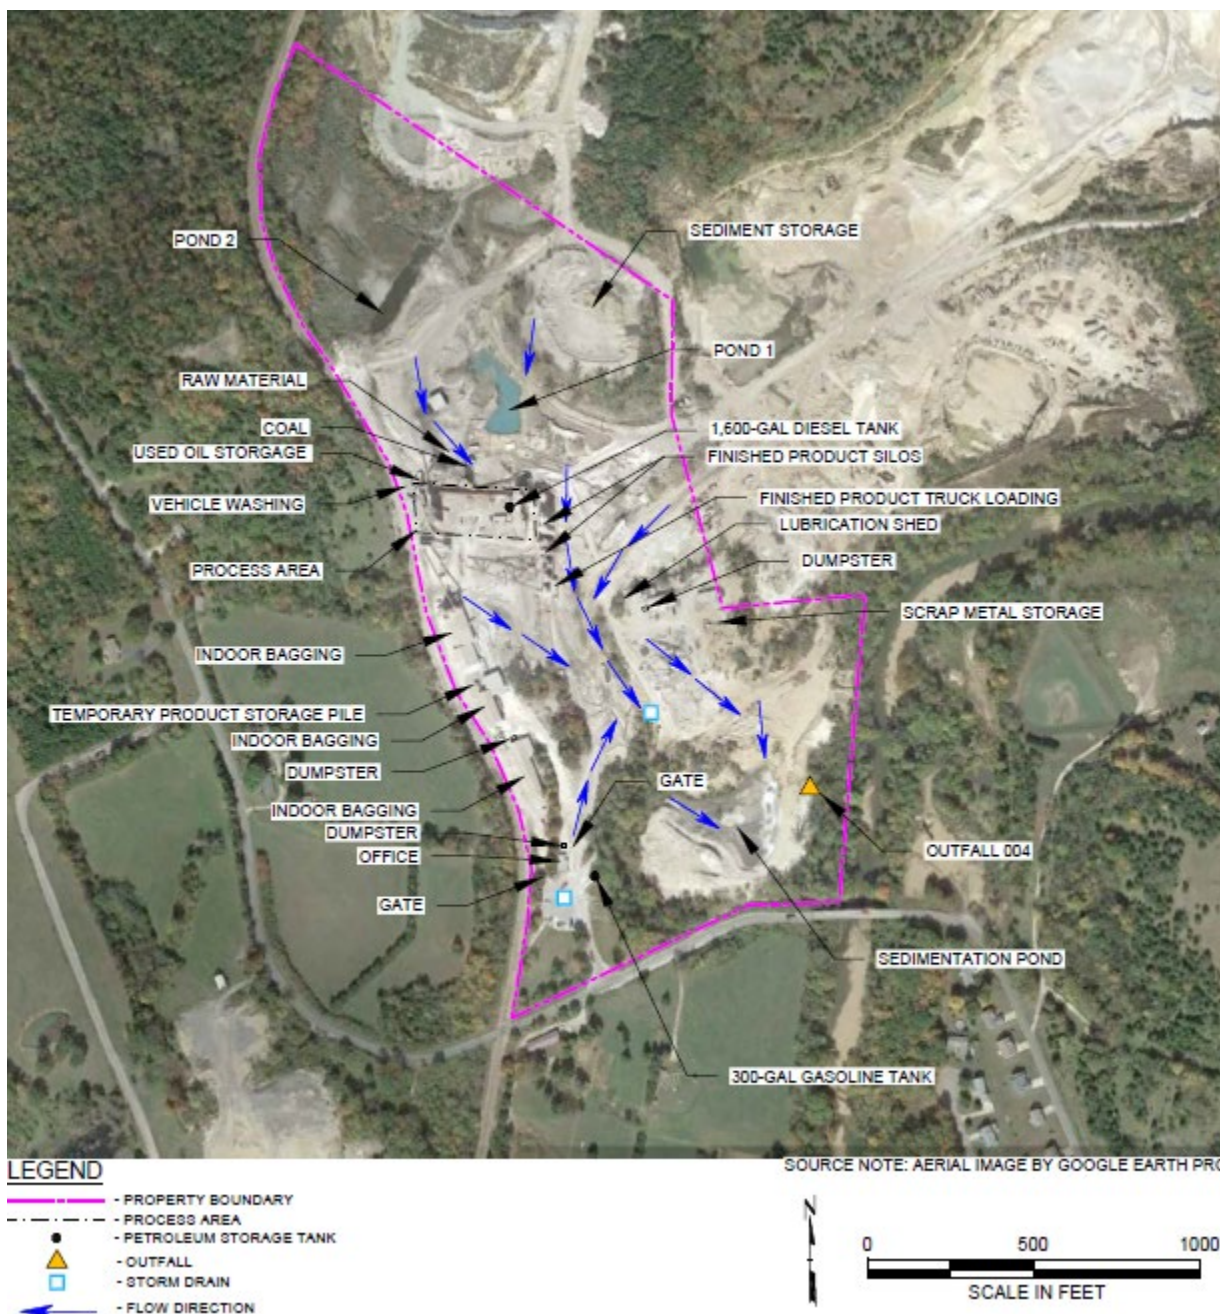 POND 2
SEDIMENT STORAGE
POND 1
RAW MATERIAL
COAL
1,600-GAL DIESEL TANK
USED OIL STORGAGE
FINISHED PRODUCT SILOS
VEHICLE WASHING
FINISHED PRODUCT TRUCK LOADING
LUBRICATION SHED
DUMPSTER
PROCESS AREA
SCRAP METAL STORAGE
INDOOR BAGGING
TEMPORARY PRODUCT STORAGE PILE
INDOOR BAGGING
DUMPSTER
GATE
INDOOR BAGGING
DUMPSTER
OFFICE
OUTFALL 004
GATE
SEDIMENTATION POND
300-GAL GASOLINE TANK
LEGEND
SOURCE NOTE: AERIAL IMAGE BY GOOGLE EARTH PRO
- PROPERTY BOUNDARY
- PROCESS AREA
- PETROLEUM STORAGE TANK
- OUTFALL
- STORM DRAIN
- FLOW DIRECTION
N
0 500 1000
SCALE IN FEET